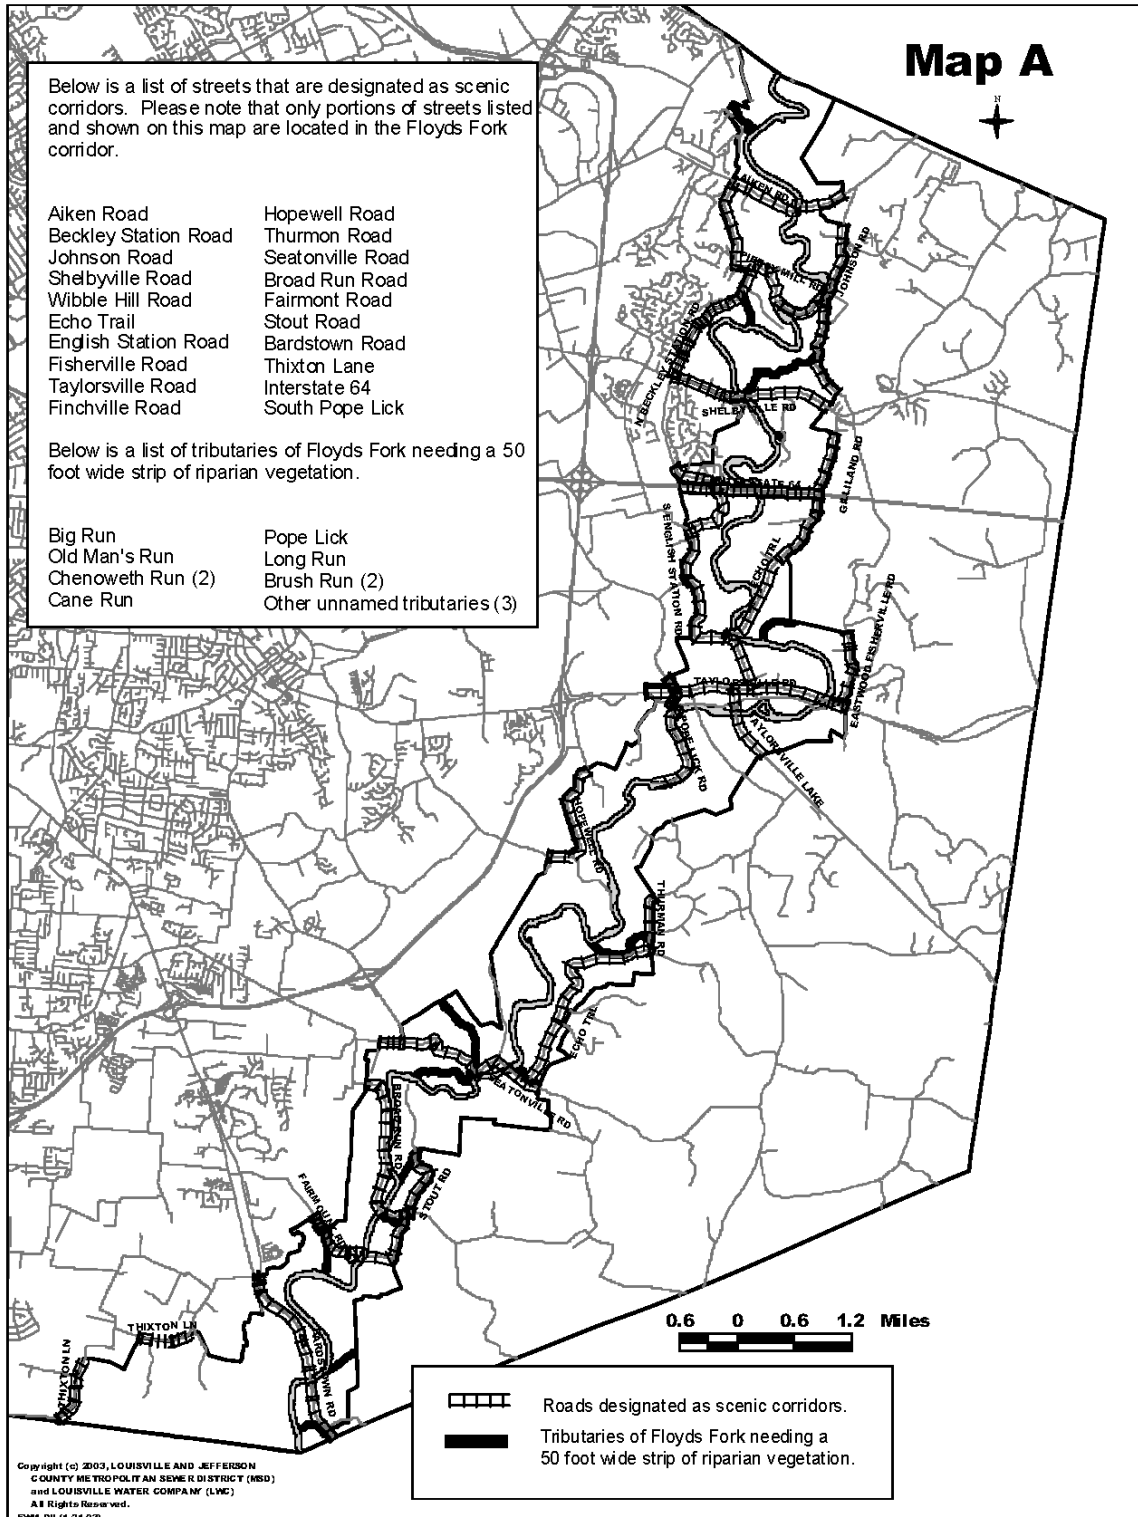 Map A
N
Below is a list of streets that are designated as scenic
corridors. Please note that only portions of streets listed
and shown on this map are located in the Floyds Fork
corridor.
Aiken Road
Beckley Station Road
Johnson Road
Shelbyville Road
Wibble Hill Road
Echo Trail
English Station Road
Fisherville Road
Taylorsville Road
Finchville Road
Hopewell Road
Thurmon Road
Seatonville Road
Broad Run Road
Fairmont Road
Stout Road
Bardstown Road
Thixton Lane
Interstate 64
South Pope Lick
Below is a list of tributaries of Floyds Fork needing a 50
foot wide strip of riparian vegetation.
Big Run
Old Man's Run
Chenoweth Run (2)
Cane Run
Pope Lick
Long Run
Brush Run (2)
Other unnamed tributaries (3)
AIKEN RD
JOHNSON RD
N BECKLEY STATION RD
SHELBYVILLE RD
GILLILAND RD
S ENGLISH STATION RD
ECHO TRL
EASTWOOD FISHERVILLE RD
TAYLORSVILLE RD
POPE LICK RD
TAYLORSVILLE LAKE
HOPEWELL RD
THURMAN RD
ECHO TRL
SEATONVILLE RD
BROAD RUN RD
STOUT RD
FAIRMOUNT RD
THIXTON LN
THIXTON LN
BARDSTOWN RD
0.6 0 0.6 1.2 Miles
Roads designated as scenic corridors.
Tributaries of Floyds Fork needing a
50 foot wide strip of riparian vegetation.
Copyright (c) 2003, LOUISVILLE AND JEFFERSON
COUNTY METROPOLITAN SEWER DISTRICT (MSD)
and LOUISVILLE WATER COMPANY (LWC)
All Rights Reserved.